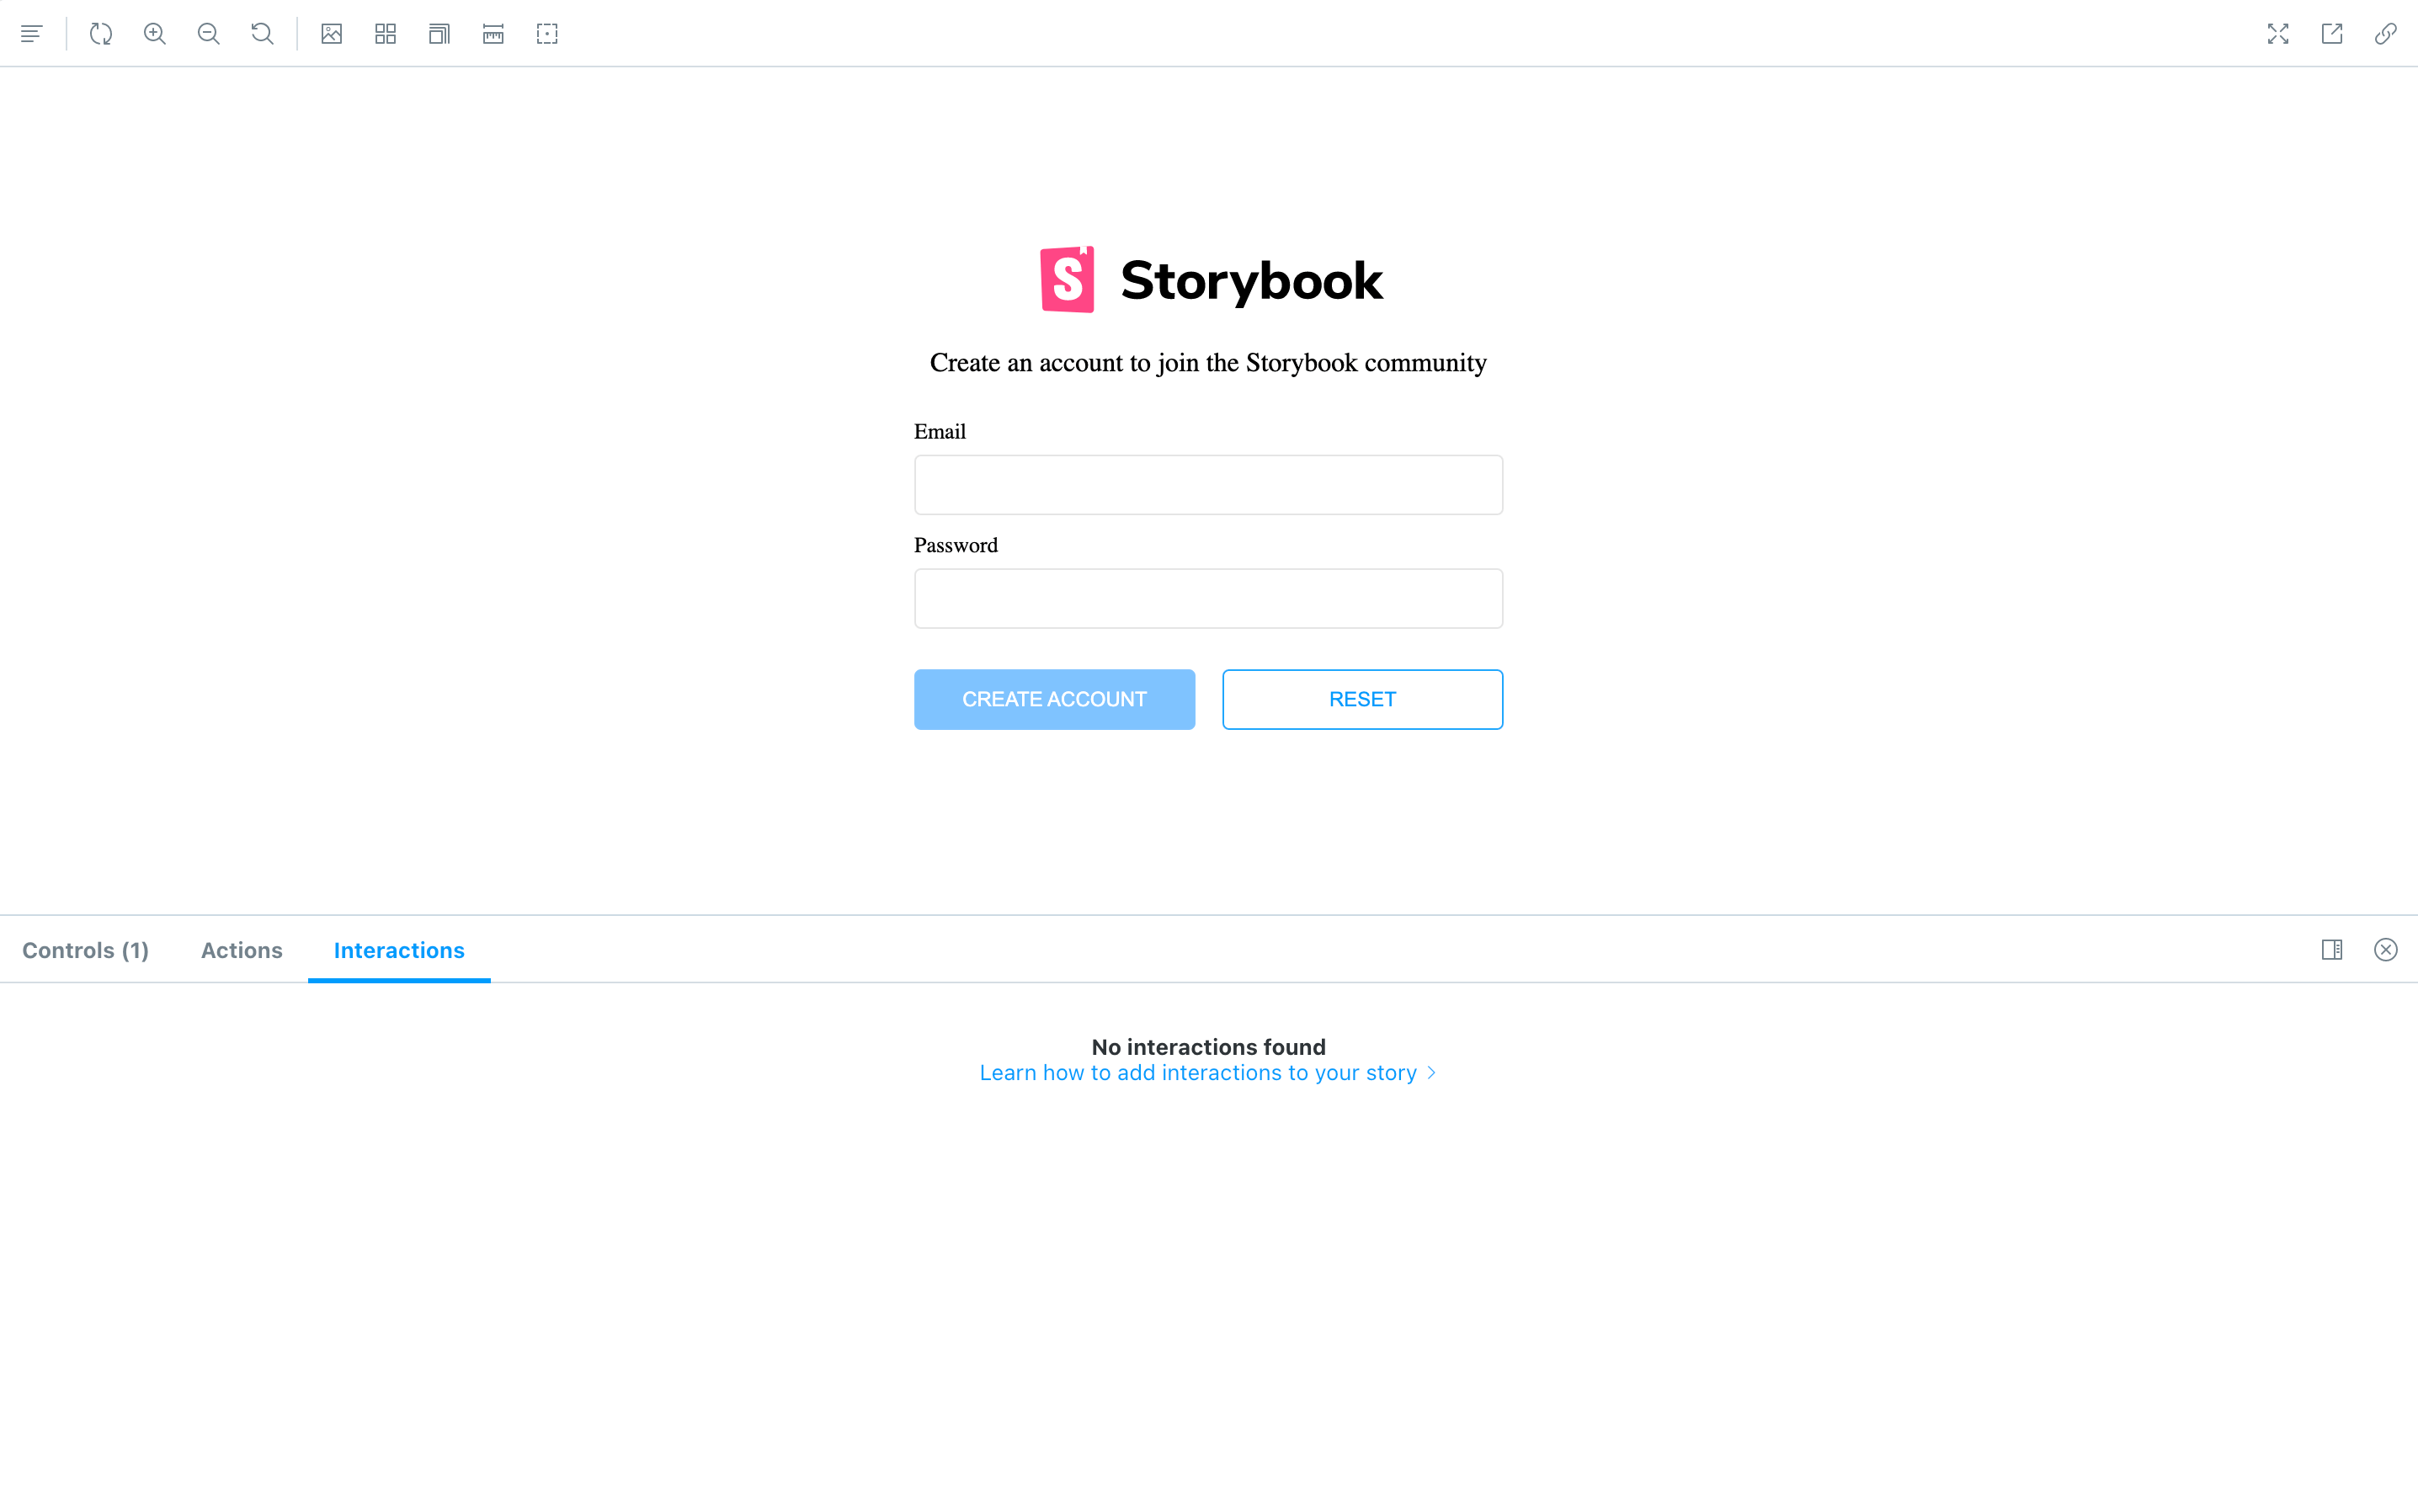 Storybook
Create an account to join the Storybook community
Email
Password
CREATE ACCOUNT RESET
Controls (1) Actions Interactions
No interactions found
Learn how to add interactions to your story